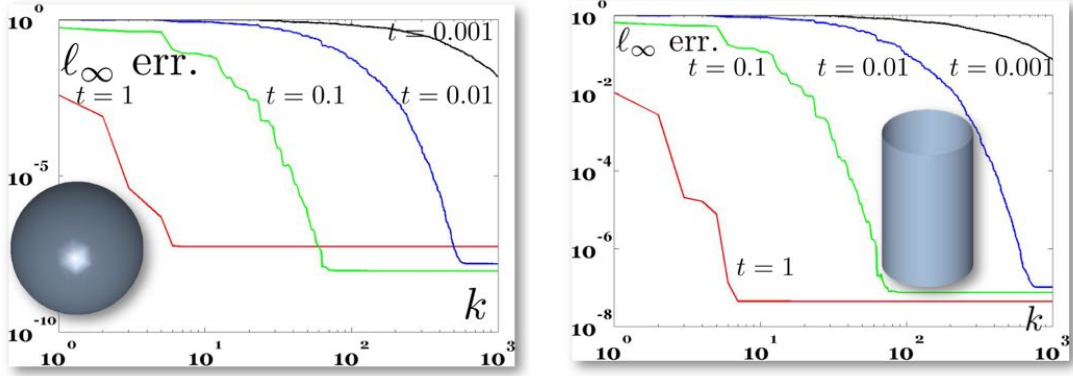 10^0
t = 0.001
ℓ∞ err.
t = 1
t = 0.1
t = 0.01
10^-5
k
10^-10
10^0
10^1
10^2
10^3
10^0
ℓ∞ err.
t = 0.1
t = 0.01
t = 0.001
10^-2
10^-4
10^-6
t = 1
k
10^-8
10^0
10^1
10^2
10^3